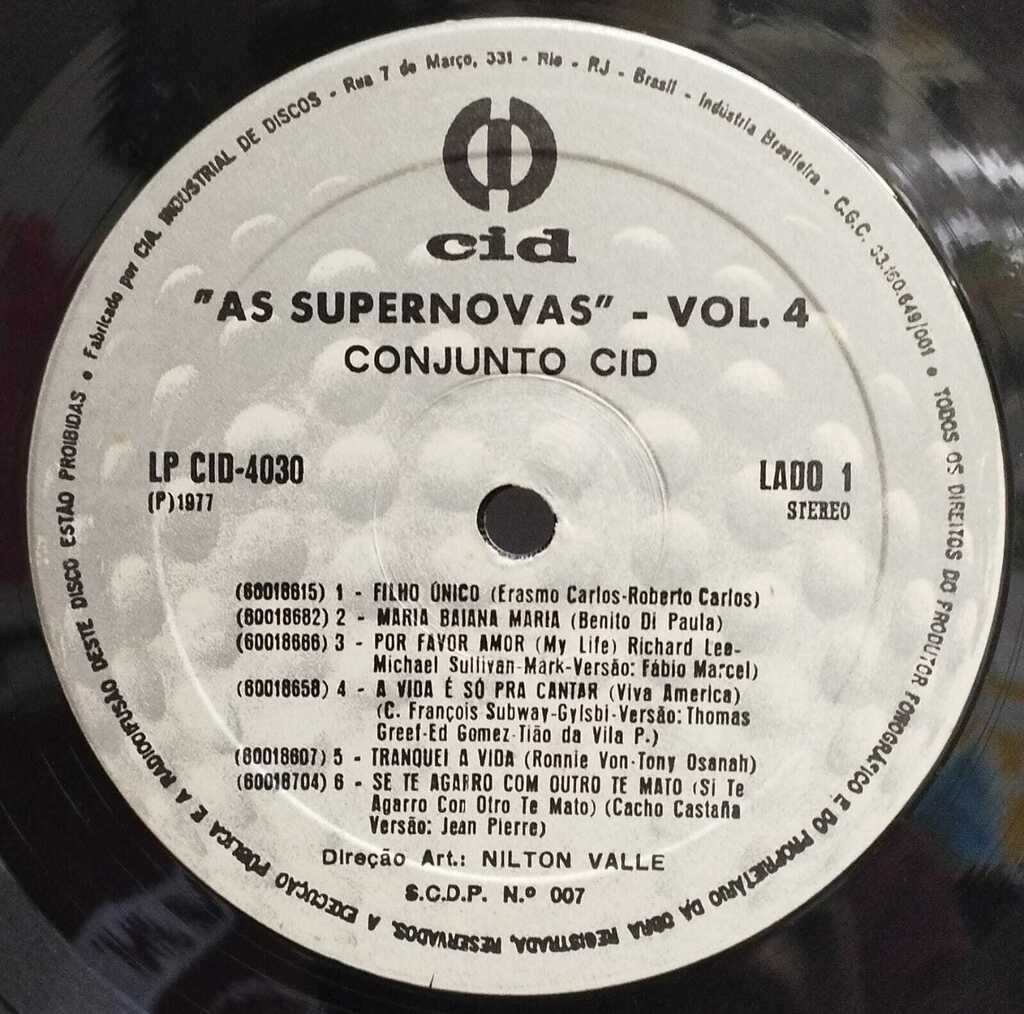 Fabricado por CIA. INDUSTRIAL DE DISCOS - Rua 7 de Março, 331 - Rio - RJ - Brasil - Indústria Brasileira - C.G.C. 33.160.649/001 • TODOS OS DIREITOS DO PRODUTOR FONOGRÁFICO E DO PROPRIETÁRIO DA OBRA REGISTRADA, RESERVADOS. A EXECUÇÃO PÚBLICA E A RADIODIFUSÃO DESTE DISCO ESTÃO PROIBIDAS •
cid
"AS SUPERNOVAS" - VOL. 4
CONJUNTO CID
LP CID-4030
(P)1977
LADO 1
STEREO
(60018615) 1 - FILHO ÚNICO (Erasmo Carlos-Roberto Carlos)
(60018682) 2 - MARIA BAIANA MARIA (Benito Di Paula)
(60018666) 3 - POR FAVOR AMOR (My Life) Richard Lee-
Michael Sullivan-Mark-Versão: Fábio Marcel)
(60018658) 4 - A VIDA É SÓ PRA CANTAR (Viva America)
(C. François Subway-Gylsbi-Versão: Thomas
Greef-Ed Gomez-Tião da Vila P.)
(60018607) 5 - TRANQUEI A VIDA (Ronnie Von-Tony Osanah)
(60018704) 6 - SE TE AGARRO COM OUTRO TE MATO (Si Te
Agarro Con Otro Te Mato) (Cacho Castaña
Versão: Jean Pierre)
Direção Art.: NILTON VALLE
S.C.D.P. N.º 007